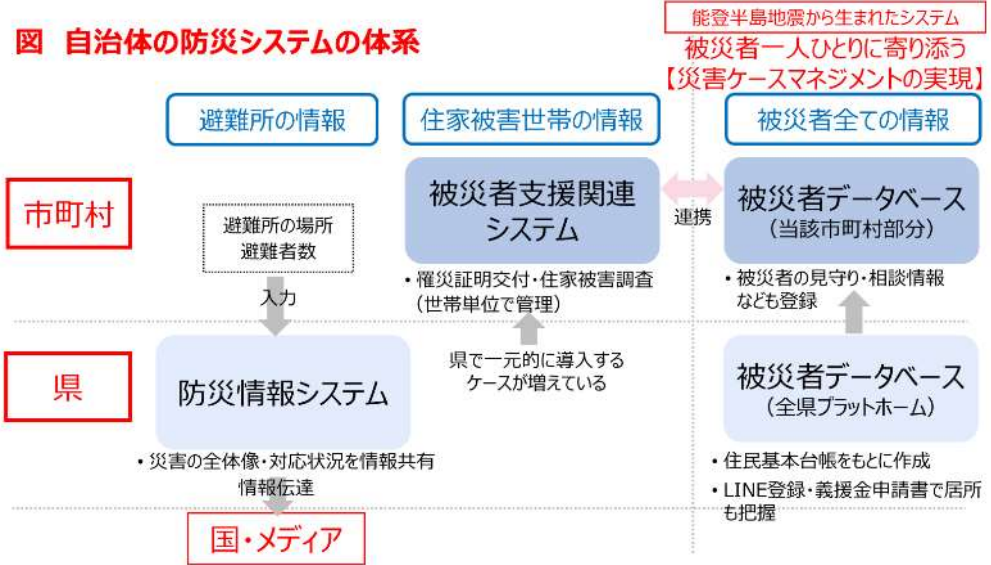 能登半島地震から生まれたシステム
図 自治体の防災システムの体系
被災者一人ひとりに寄り添う
【災害ケースマネジメントの実現】
避難所の情報
住家被害世帯の情報
被災者全ての情報
市町村
避難所の場所
避難者数
入力
被災者支援関連
システム
連携
被災者データベース
(当該市町村部分)
・罹災証明交付・住家被害調査
(世帯単位で管理)
・被災者の見守り・相談情報
なども登録
県
防災情報システム
県で一元的に導入する
ケースが増えている
被災者データベース
(全県プラットホーム)
・災害の全体像・対応状況を情報共有
情報伝達
・住民基本台帳をもとに作成
・LINE登録・義援金申請書で居所
も把握
国・メディア